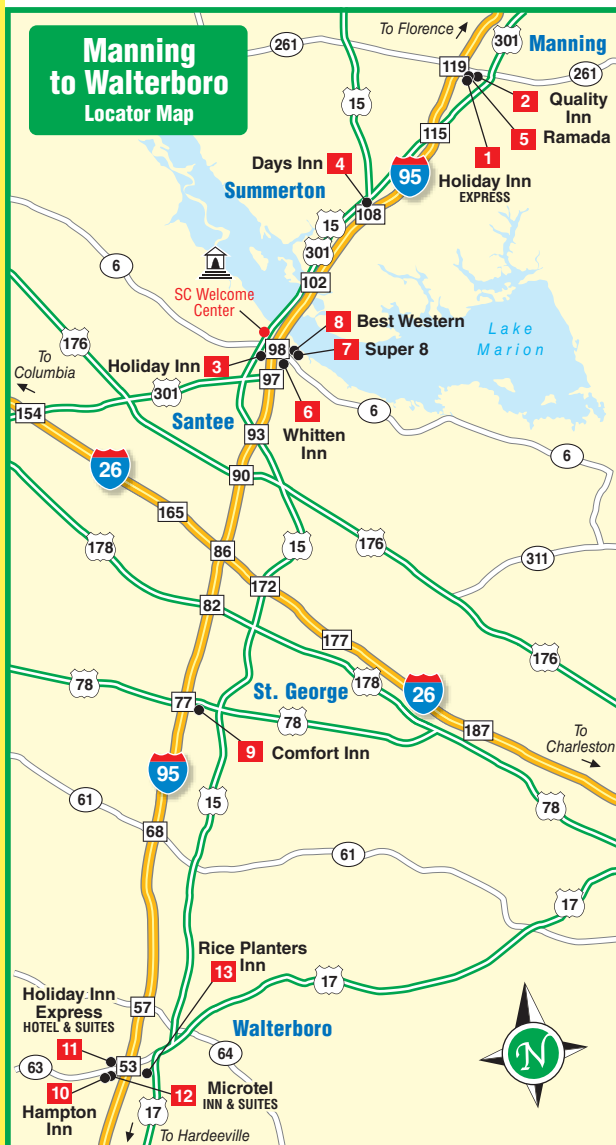 Manning
to Walterboro
Locator Map
To Florence
301
Manning
261
119
261
15
2
Quality
Inn
5
Ramada
115
1
Holiday Inn
EXPRESS
Days Inn
4
95
Summerton
108
15
301
6
102
SC Welcome
Center
8
Best Western
Lake
Marion
176
98
7
Super 8
To
Columbia
Holiday Inn
3
97
301
6
Whitten
Inn
154
Santee
6
93
6
26
90
165
15
176
178
86
311
172
82
177
176
78
St. George
178
26
77
78
187
To
Charleston
9
Comfort Inn
95
61
15
78
68
61
17
Rice Planters
Inn
13
17
Holiday Inn
Express
HOTEL & SUITES
57
Walterboro
11
64
63
53
N
10
Hampton
Inn
12
Microtel
INN & SUITES
17
To Hardeeville